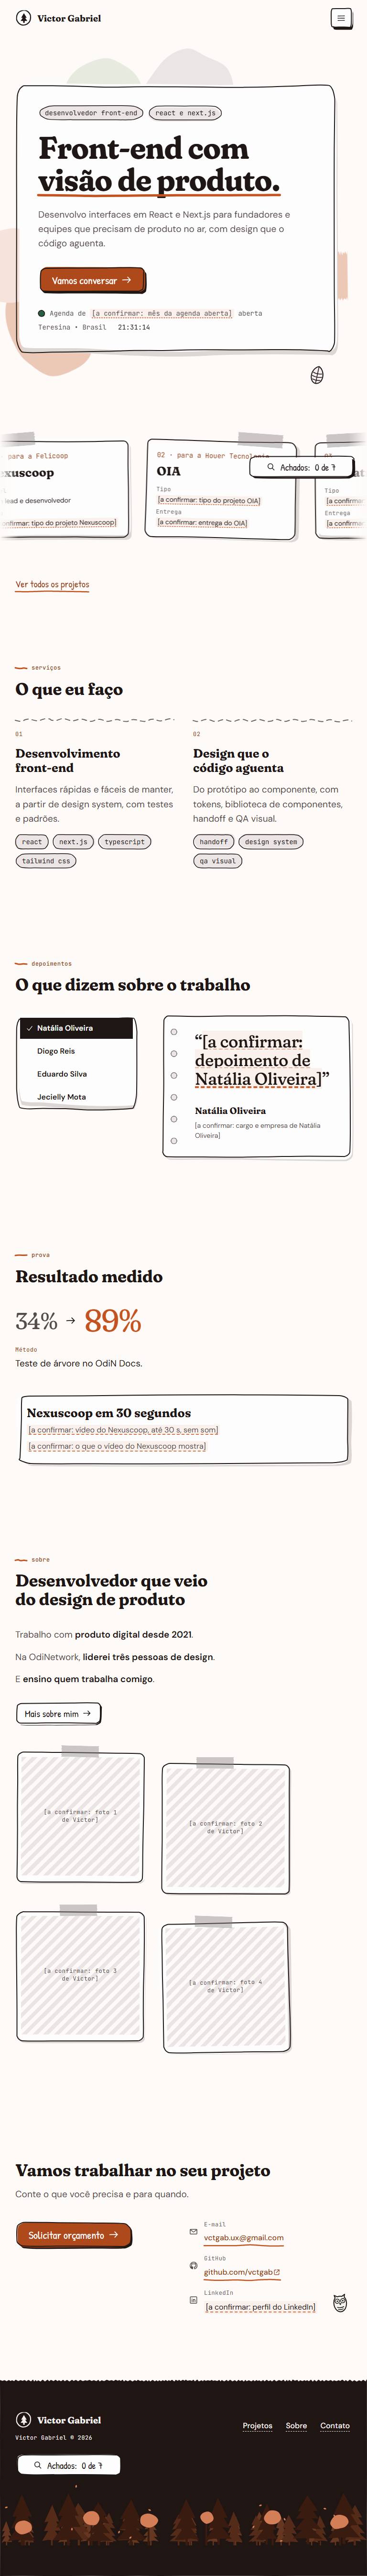 Victor Gabriel
desenvolvedor front-end
react e next.js
Front-end com
visão de produto.
Desenvolvo interfaces em React e Next.js para fundadores e
equipes que precisam de produto no ar, com design que o
código aguenta.
Vamos conversar →
Agenda de [a confirmar: mês da agenda aberta] aberta
Teresina • Brasil 21:31:14
para a Felicoop
xuscoop
lead e desenvolvedor
nfirmar: tipo do projeto Nexuscoop]
02 · para a Hover Tecnolo
OIA
Tipo
[a confirmar: tipo do projeto OIA]
Entrega
[a confirmar: entrega do OIA]
Achados: 0 de 7
Tipo
[a confirmar:
Entrega
[a confirmar:
Ver todos os projetos
serviços
O que eu faço
01
Desenvolvimento
front-end
Interfaces rápidas e fáceis de manter,
a partir de design system, com testes
e padrões.
react
next.js
typescript
tailwind css
02
Design que o
código aguenta
Do protótipo ao componente, com
tokens, biblioteca de componentes,
handoff e QA visual.
handoff
design system
qa visual
depoimentos
O que dizem sobre o trabalho
Natália Oliveira
Diogo Reis
Eduardo Silva
Jecielly Mota
“[a confirmar:
depoimento de
Natália Oliveira]”
Natália Oliveira
[a confirmar: cargo e empresa de Natália
Oliveira]
prova
Resultado medido
34% → 89%
Método
Teste de árvore no OdiN Docs.
Nexuscoop em 30 segundos
[a confirmar: vídeo do Nexuscoop, até 30 s, sem som]
[a confirmar: o que o vídeo do Nexuscoop mostra]
sobre
Desenvolvedor que veio
do design de produto
Trabalho com produto digital desde 2021.
Na OdiNetwork, liderei três pessoas de design.
E ensino quem trabalha comigo.
Mais sobre mim →
[a confirmar: foto 1
de Victor]
[a confirmar: foto 2
de Victor]
[a confirmar: foto 3
de Victor]
[a confirmar: foto 4
de Victor]
Vamos trabalhar no seu projeto
Conte o que você precisa e para quando.
Solicitar orçamento →
E-mail
vctgab.ux@gmail.com
GitHub
github.com/vctgab
LinkedIn
[a confirmar: perfil do LinkedIn]
Victor Gabriel
Victor Gabriel © 2026
Projetos
Sobre
Contato
Achados: 0 de 7